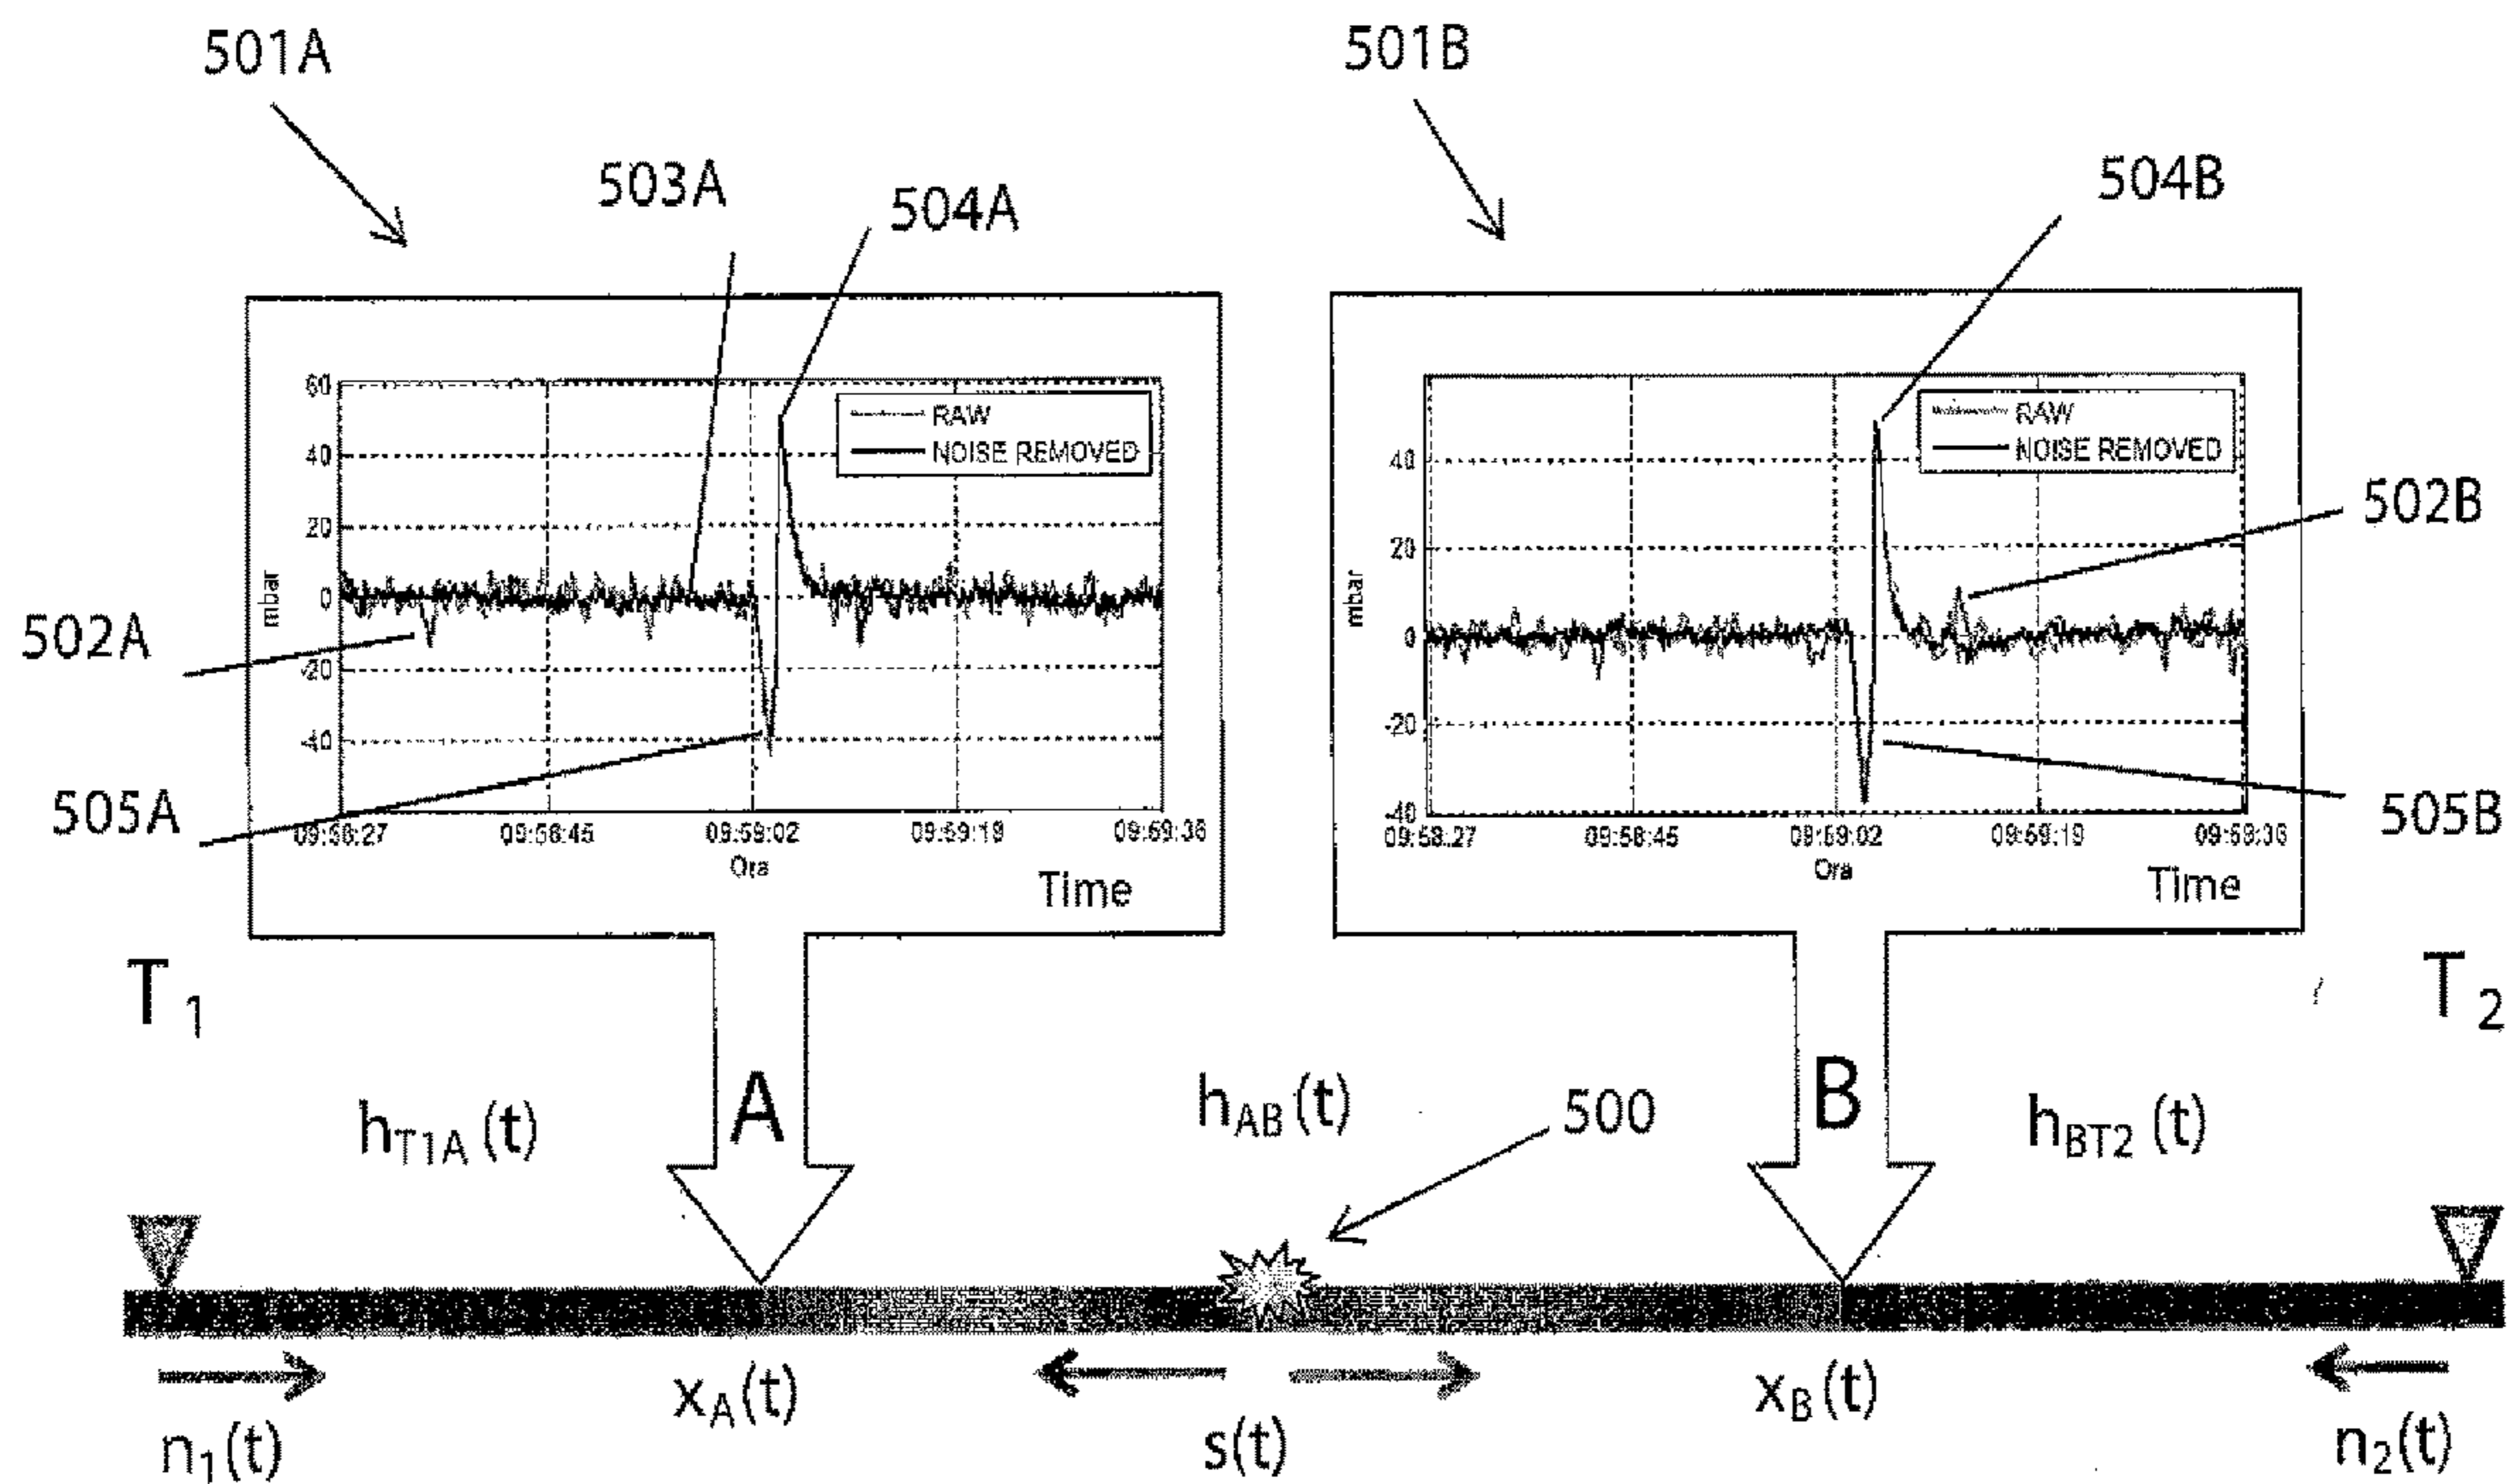 501A
501B
503A
504A
504B
RAW
NOISE REMOVED
60
40
20
0
-20
-40
mbar
09:58:27
09:58:45
09:59:02
09:59:19
09:59:36
Ora
Time
502A
505A
RAW
NOISE REMOVED
40
20
0
-20
-40
mbar
09:58:27
09:58:45
09:59:02
09:59:19
09:59:36
Ora
Time
502B
505B
T1
T2
A
B
hT1A (t)
hAB (t)
500
hBT2 (t)
xA(t)
xB(t)
n1(t)
s(t)
n2(t)